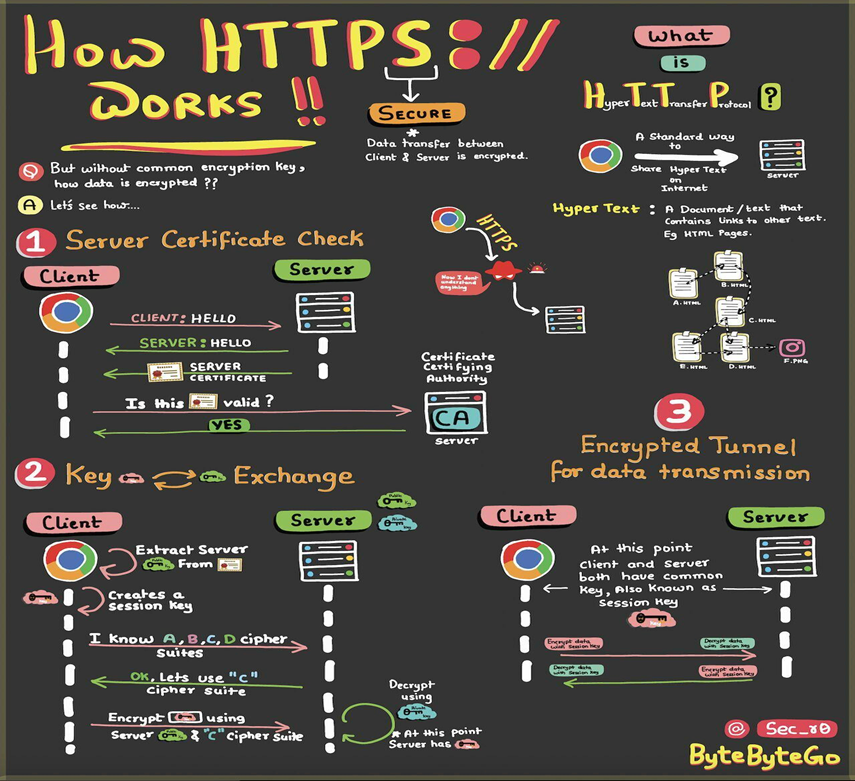 How HTTPS://
WORKS !!
SECURE
*
Data transfer between
Client & Server is encrypted.
What
is
Hyper Text Transfer Protocol ?
A Standard way
to
Share Hyper Text
on
Internet
SERVER
Hyper Text : A Document/text that
Contains links to other text.
Eg HTML Pages.
A.HTML
B.HTML
C.HTML
E.HTML
D.HTML
F.PNG
Q But without common encryption key,
how data is encrypted ??
A Let's see how....
HTTPS
Now I dont
understand
anything
1 Server Certificate Check
Client
Server
CLIENT: HELLO
SERVER: HELLO
SERVER
CERTIFICATE
Is this valid ?
YES
Certificate
Certifying
Authority
CA
SERVER
2 Key Exchange
Client
Server
Public
Key
Private
Key
Extract Server
From
Creates a
Session Key
I Know A,B,C,D cipher
suites
OK, Lets use "C"
cipher suite
Encrypt using
Server & "C" cipher suite
Decrypt
using
* At this point
Server has
3
Encrypted Tunnel
for data transmission
Client
Server
At this point
Client and Server
both have common
Key, Also Known as
Session Key
Encrypt data
with Session Key
Decrypt data
with Session Key
Decrypt data
with Session Key
Encrypt data
with Session Key
@ Sec_r0
ByteByteGo